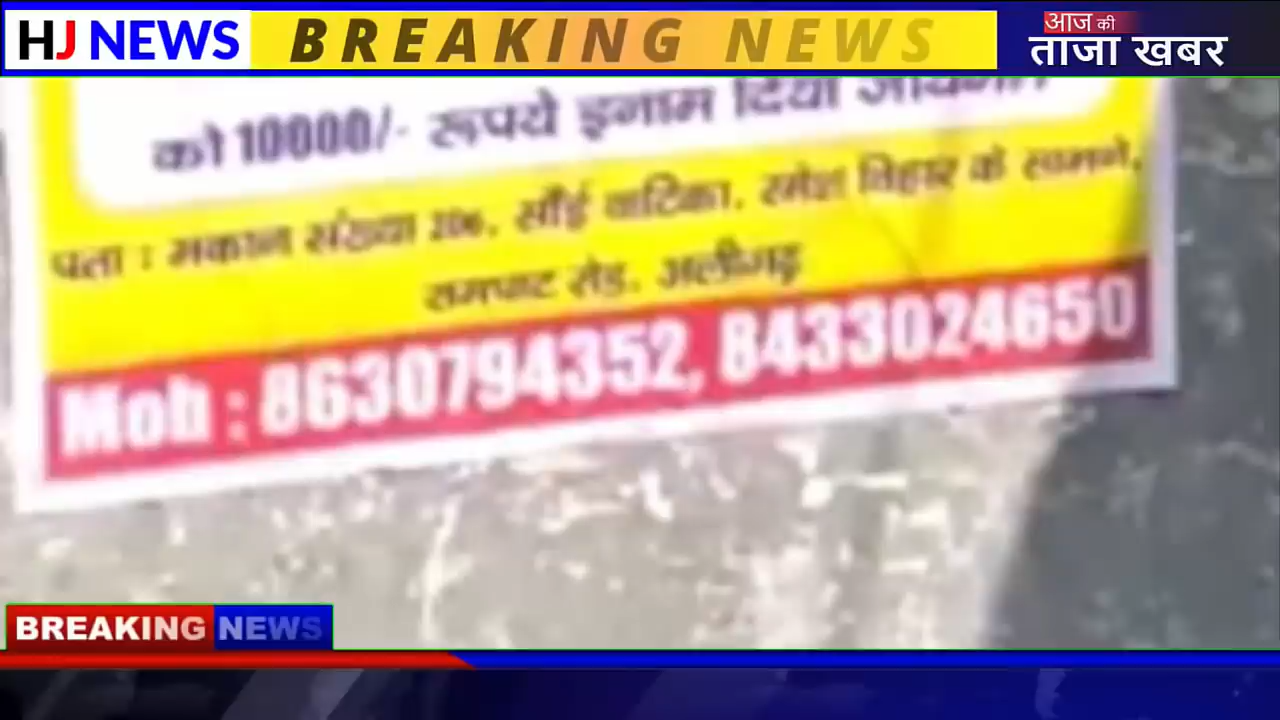 HJ NEWS
BREAKING NEWS
आज की
ताजा खबर
को 10000/- रूपये इनाम दिया जायेगा।
पता : मकान संख्या 206, साँई वाटिका, रमेश विहार के सामने,
रामघाट रोड़, अलीगढ़
Mob : 8630794352, 8433024650
BREAKING NEWS